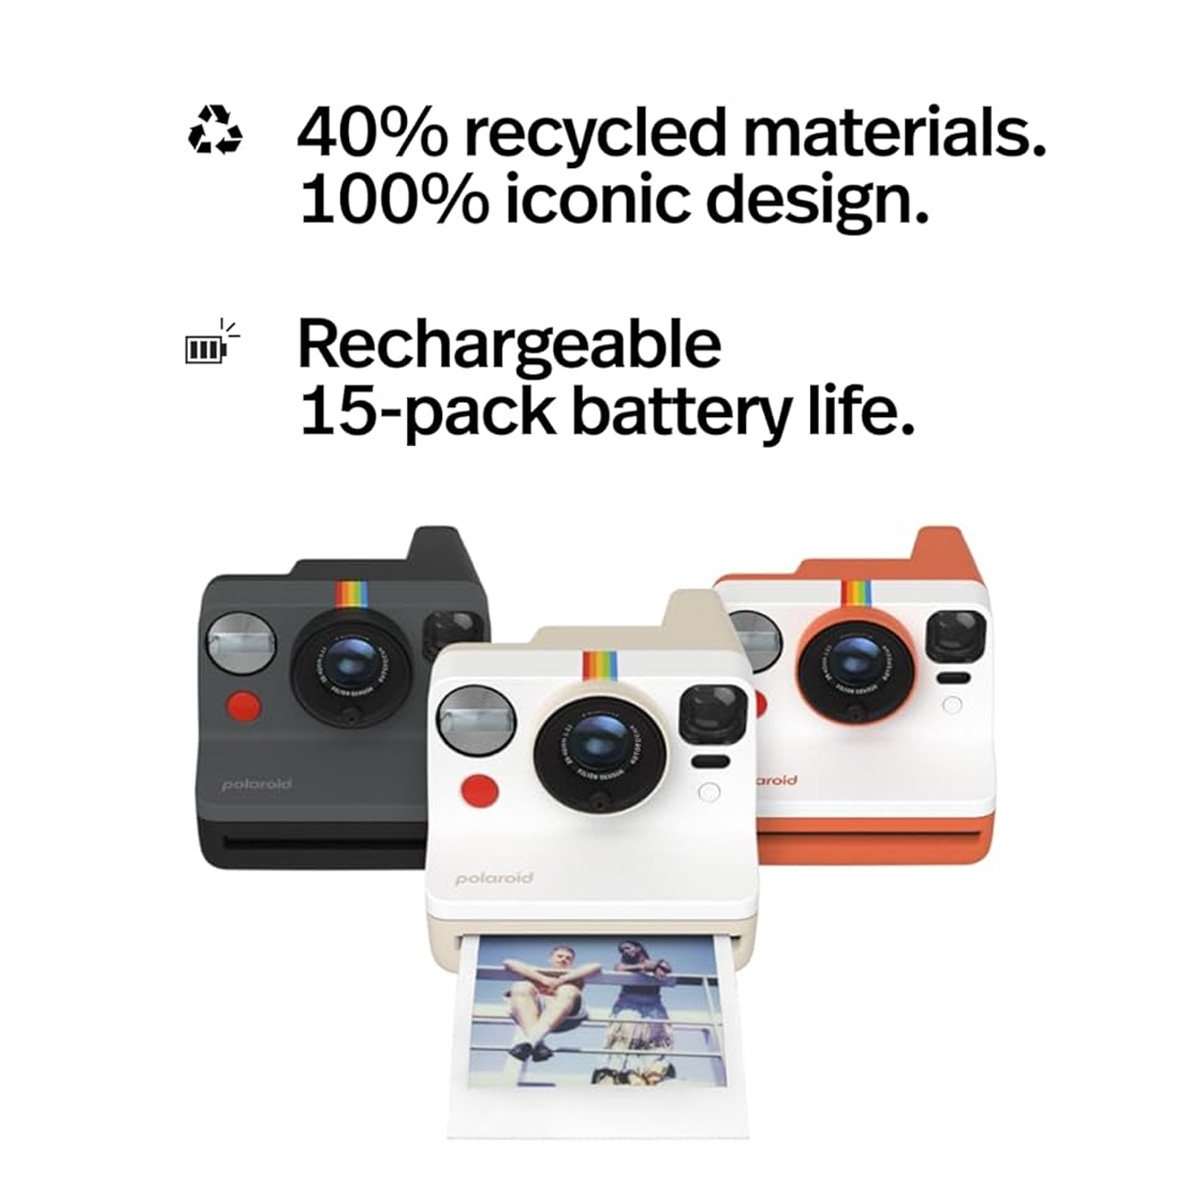 40% recycled materials.
100% iconic design.
Rechargeable
15-pack battery life.
polaroid
polaroid
aroid